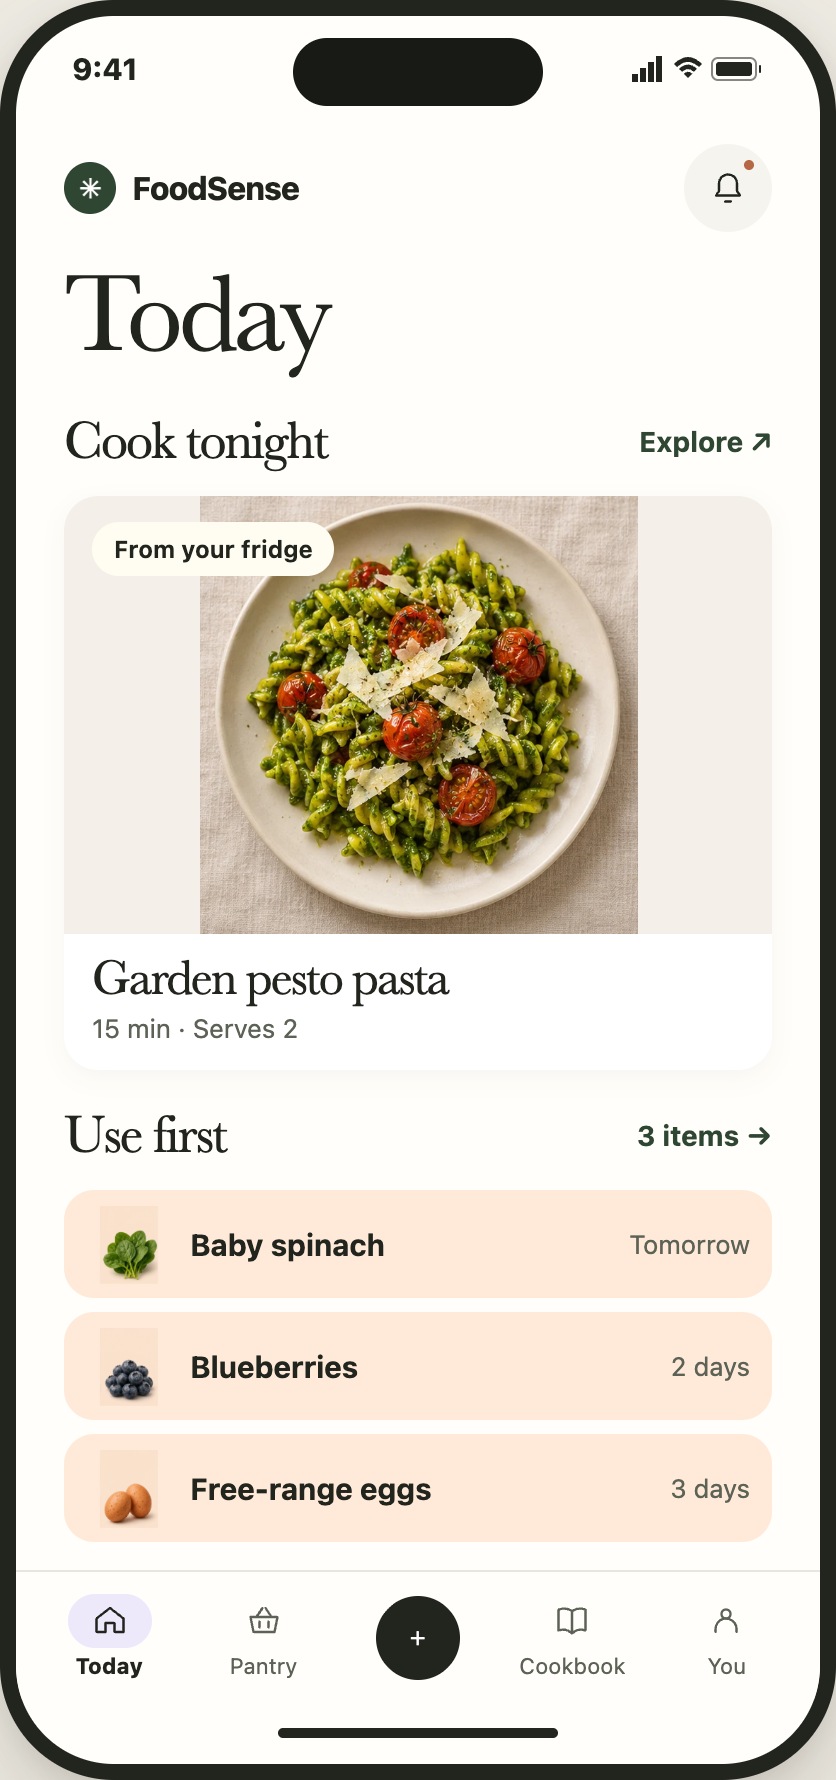 9:41
FoodSense
Today
Cook tonight
Explore ↗
From your fridge
Garden pesto pasta
15 min · Serves 2
Use first
3 items →
Baby spinach
Tomorrow
Blueberries
2 days
Free-range eggs
3 days
+
Today
Pantry
Cookbook
You